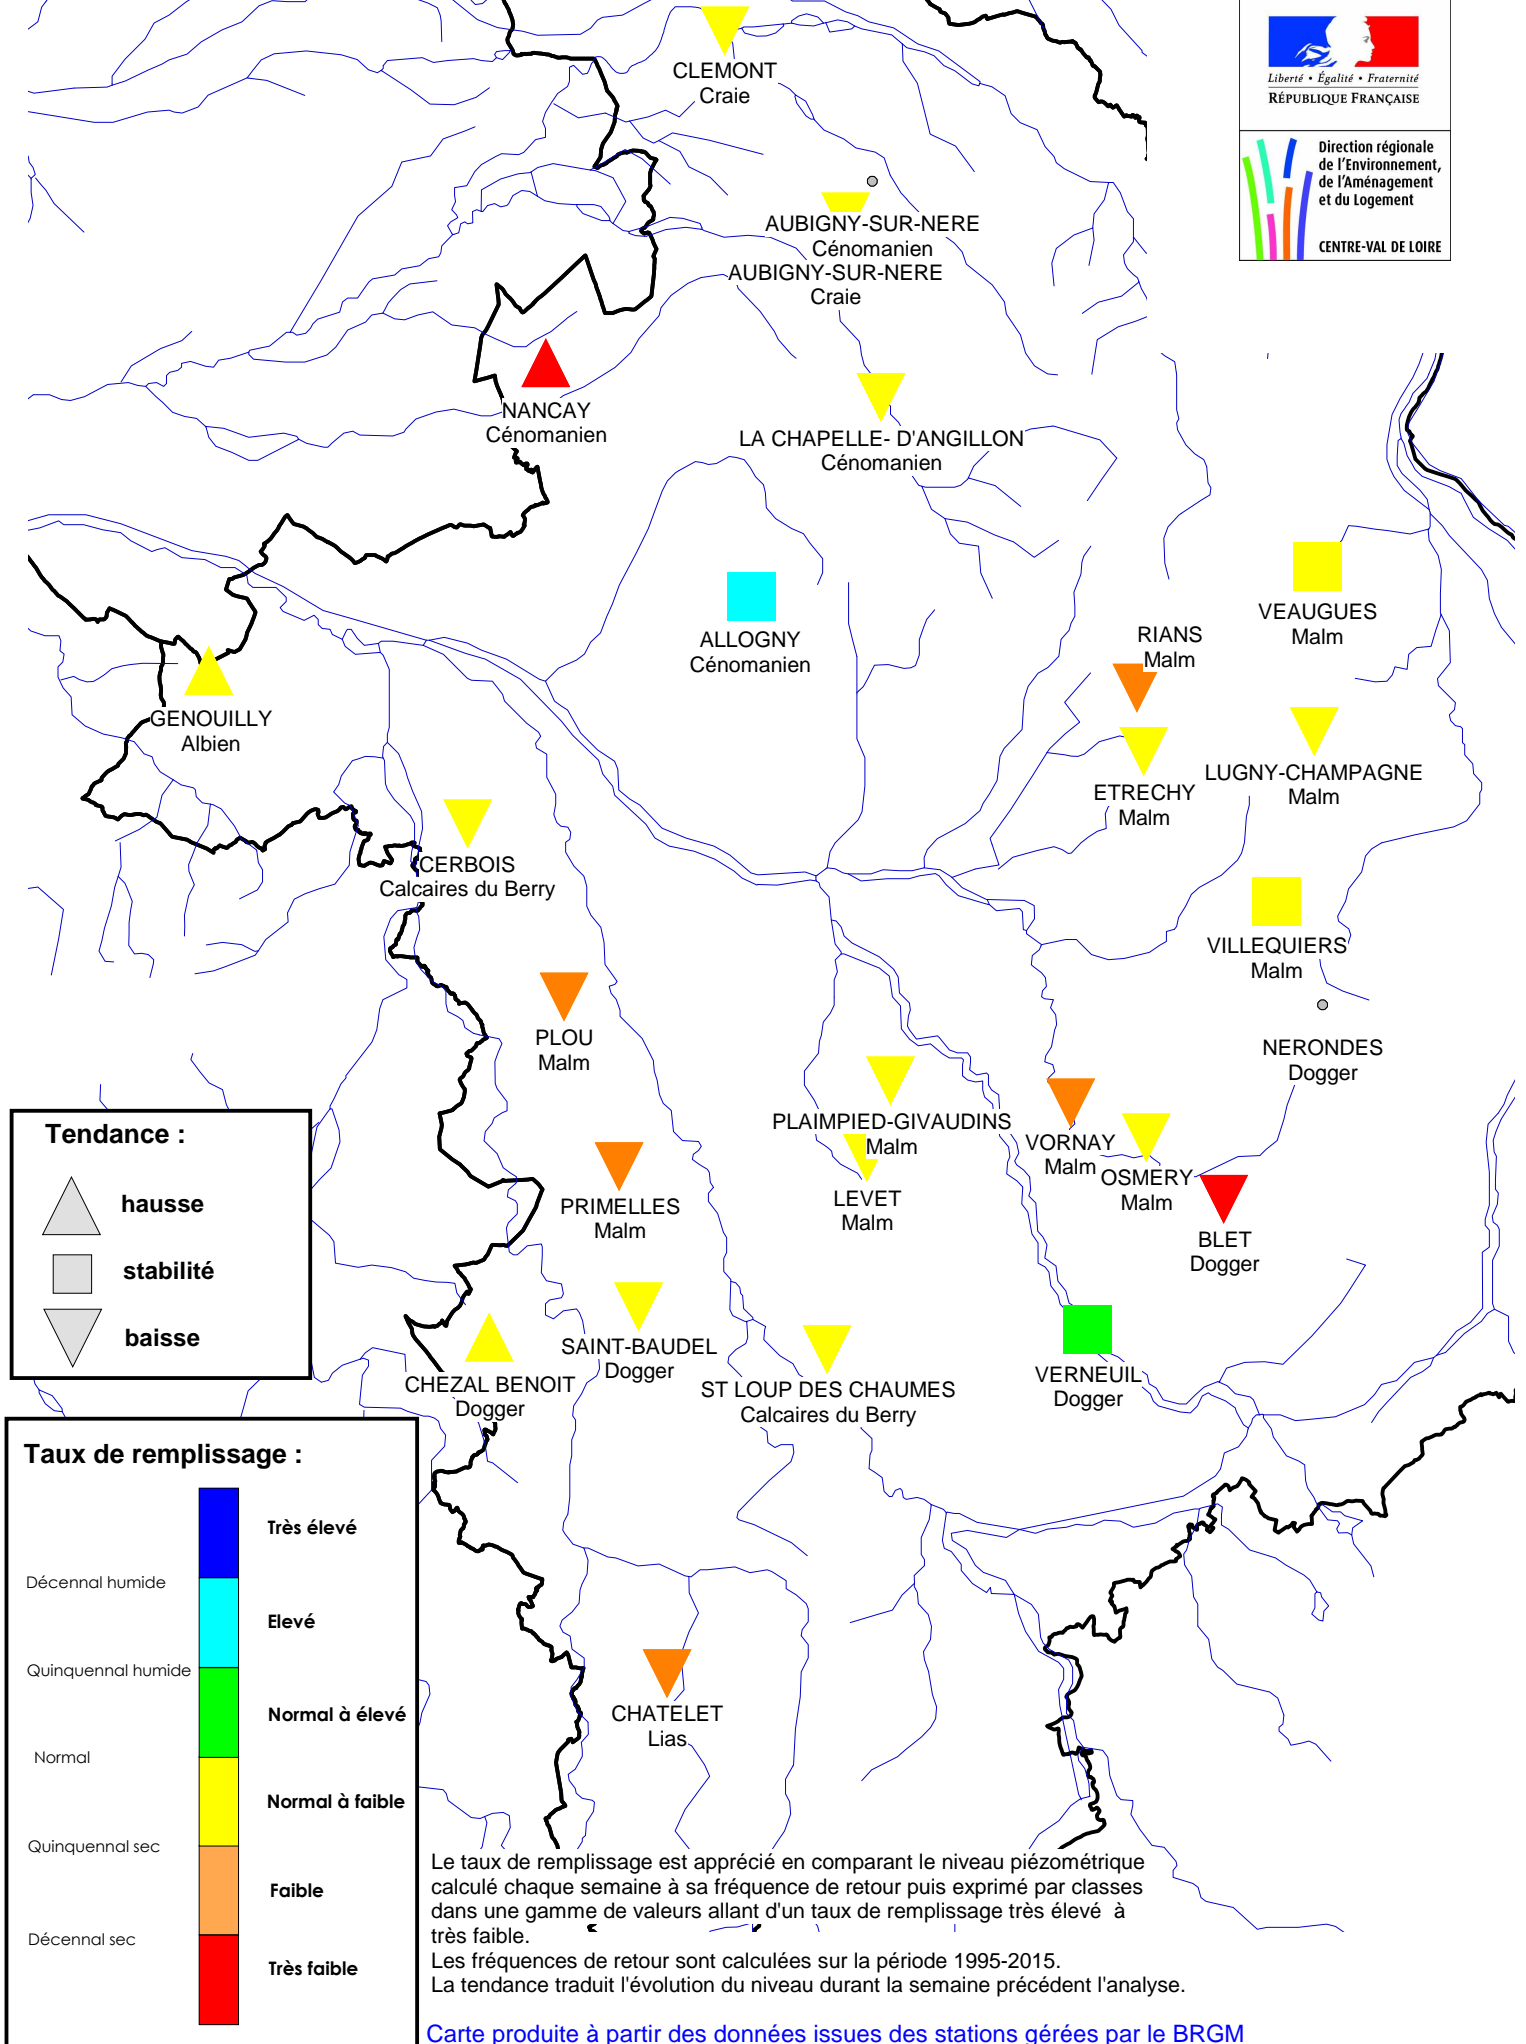 Liberté • Égalité • Fraternité
RÉPUBLIQUE FRANÇAISE
Direction régionale
de l'Environnement,
de l'Aménagement
et du Logement
CENTRE-VAL DE LOIRE
CLEMONT
Craie
AUBIGNY-SUR-NERE
Cénomanien
AUBIGNY-SUR-NERE
Craie
NANCAY
Cénomanien
LA CHAPELLE- D'ANGILLON
Cénomanien
ALLOGNY
Cénomanien
VEAUGUES
Malm
RIANS
Malm
GENOUILLY
Albien
ETRECHY
Malm
LUGNY-CHAMPAGNE
Malm
CERBOIS
Calcaires du Berry
VILLEQUIERS
Malm
PLOU
Malm
NERONDES
Dogger
PLAIMPIED-GIVAUDINS
Malm
VORNAY
Malm
OSMERY
Malm
LEVET
Malm
PRIMELLES
Malm
BLET
Dogger
SAINT-BAUDEL
Dogger
CHEZAL BENOIT
Dogger
ST LOUP DES CHAUMES
Calcaires du Berry
VERNEUIL
Dogger
CHATELET
Lias
Tendance :
hausse
stabilité
baisse
Taux de remplissage :
Très élevé
Décennal humide
Elevé
Quinquennal humide
Normal à élevé
Normal
Normal à faible
Quinquennal sec
Faible
Décennal sec
Très faible
Le taux de remplissage est apprécié en comparant le niveau piézométrique
calculé chaque semaine à sa fréquence de retour puis exprimé par classes
dans une gamme de valeurs allant d'un taux de remplissage très élevé à
très faible.
Les fréquences de retour sont calculées sur la période 1995-2015.
La tendance traduit l'évolution du niveau durant la semaine précédent l'analyse.
Carte produite à partir des données issues des stations gérées par le BRGM